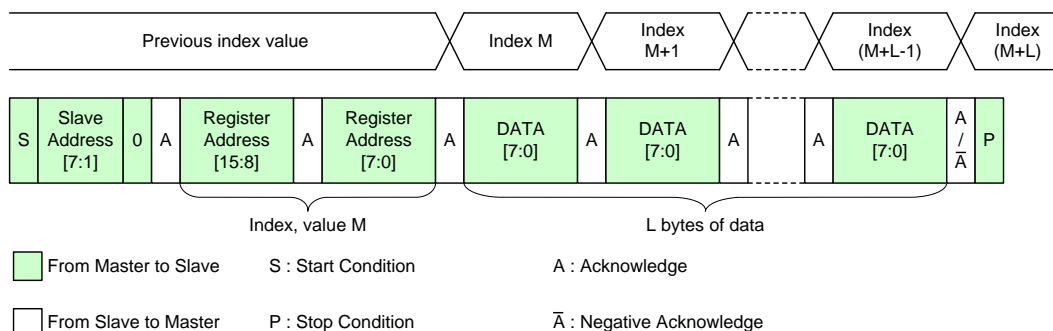 Previous index value
Index M
Index
M+1
Index
(M+L-1)
Index
(M+L)
S
Slave
Address
[7:1]
0
A
Register
Address
[15:8]
A
Register
Address
[7:0]
A
DATA
[7:0]
A
DATA
[7:0]
A
A
DATA
[7:0]
A
/
A̅
P
Index, value M
L bytes of data
From Master to Slave
S : Start Condition
A : Acknowledge
From Slave to Master
P : Stop Condition
A̅ : Negative Acknowledge